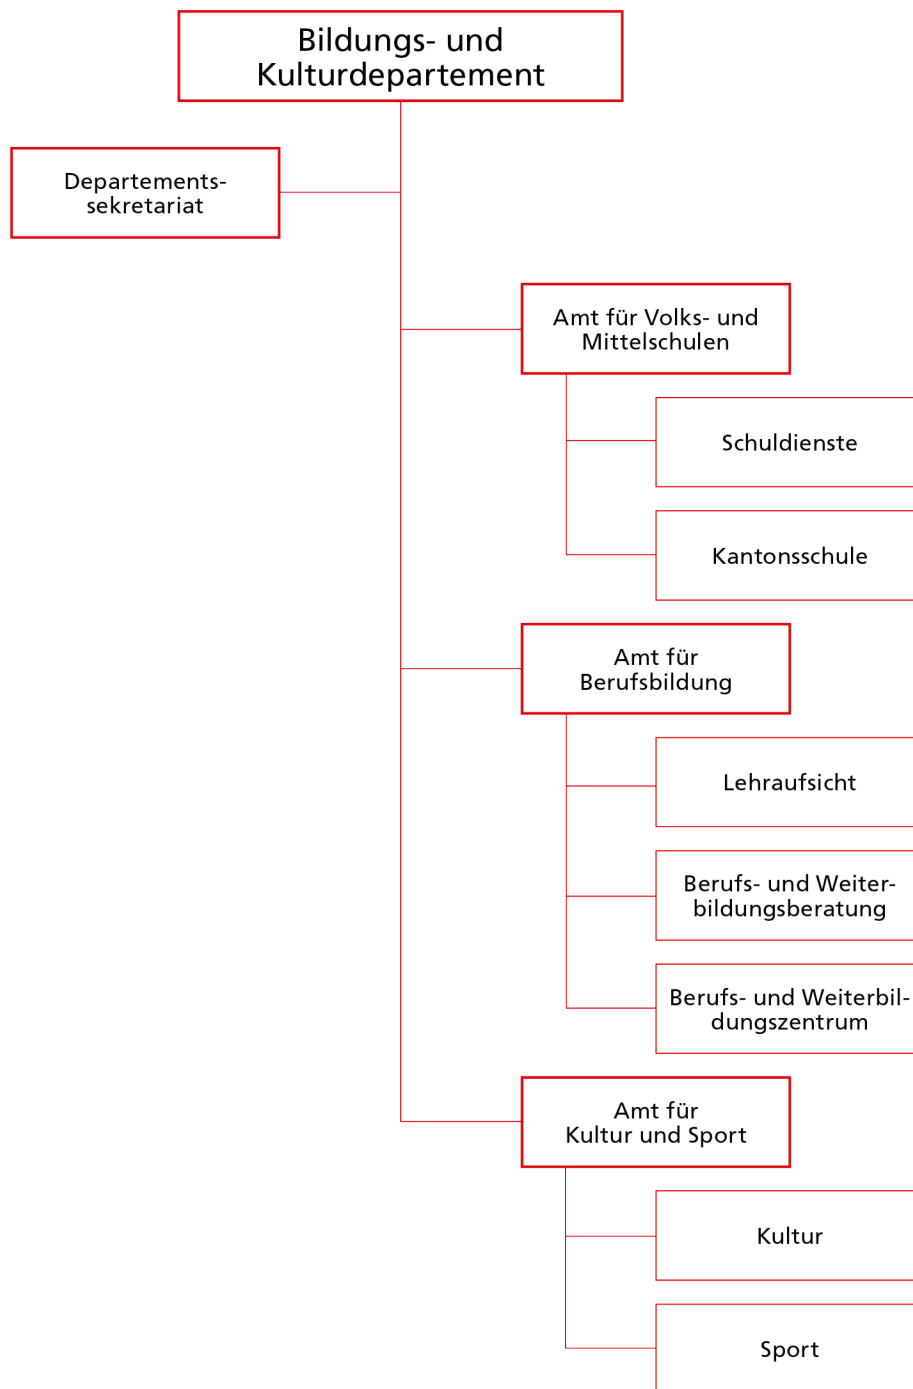 Bildungs- und
Kulturdepartement
Departements-
sekretariat
Amt für Volks- und
Mittelschulen
Schuldienste
Kantonsschule
Amt für
Berufsbildung
Lehraufsicht
Berufs- und Weiter-
bildungsberatung
Berufs- und Weiterbil-
dungszentrum
Amt für
Kultur und Sport
Kultur
Sport